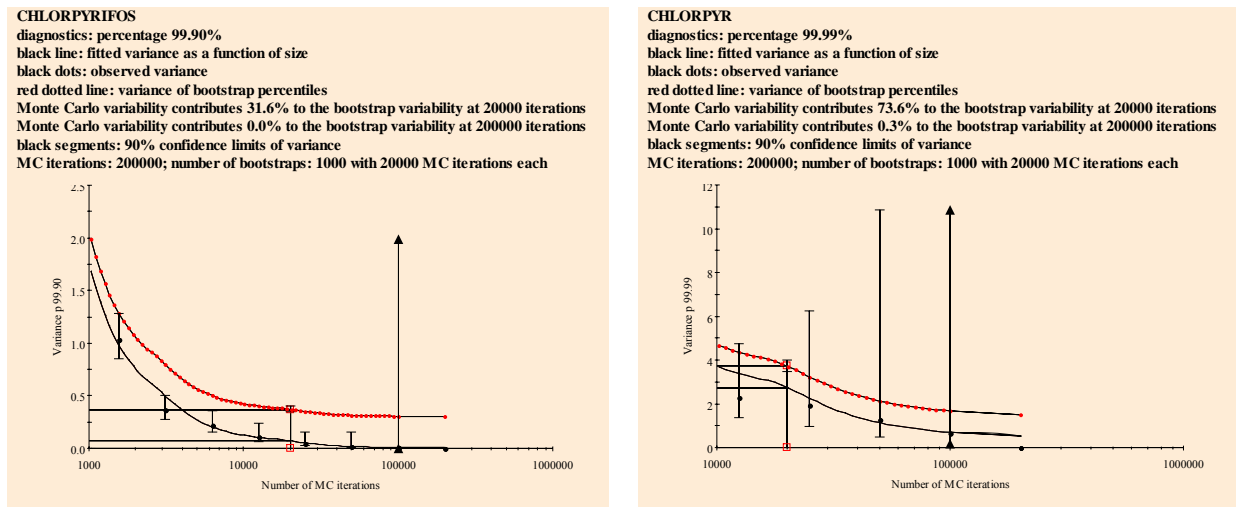 CHLORPYRIFOS
diagnostics: percentage 99.90%
black line: fitted variance as a function of size
black dots: observed variance
red dotted line: variance of bootstrap percentiles
Monte Carlo variability contributes 31.6% to the bootstrap variability at 20000 iterations
Monte Carlo variability contributes 0.0% to the bootstrap variability at 200000 iterations
black segments: 90% confidence limits of variance
MC iterations: 200000; number of bootstraps: 1000 with 20000 MC iterations each
2.5
2.0
1.5
1.0
0.5
0.0
Variance p 99.90
1000
10000
100000
1000000
Number of MC iterations
CHLORPYR
diagnostics: percentage 99.99%
black line: fitted variance as a function of size
black dots: observed variance
red dotted line: variance of bootstrap percentiles
Monte Carlo variability contributes 73.6% to the bootstrap variability at 20000 iterations
Monte Carlo variability contributes 0.3% to the bootstrap variability at 200000 iterations
black segments: 90% confidence limits of variance
MC iterations: 200000; number of bootstraps: 1000 with 20000 MC iterations each
12
10
8
6
4
2
0
Variance p 99.99
10000
100000
1000000
Number of MC iterations